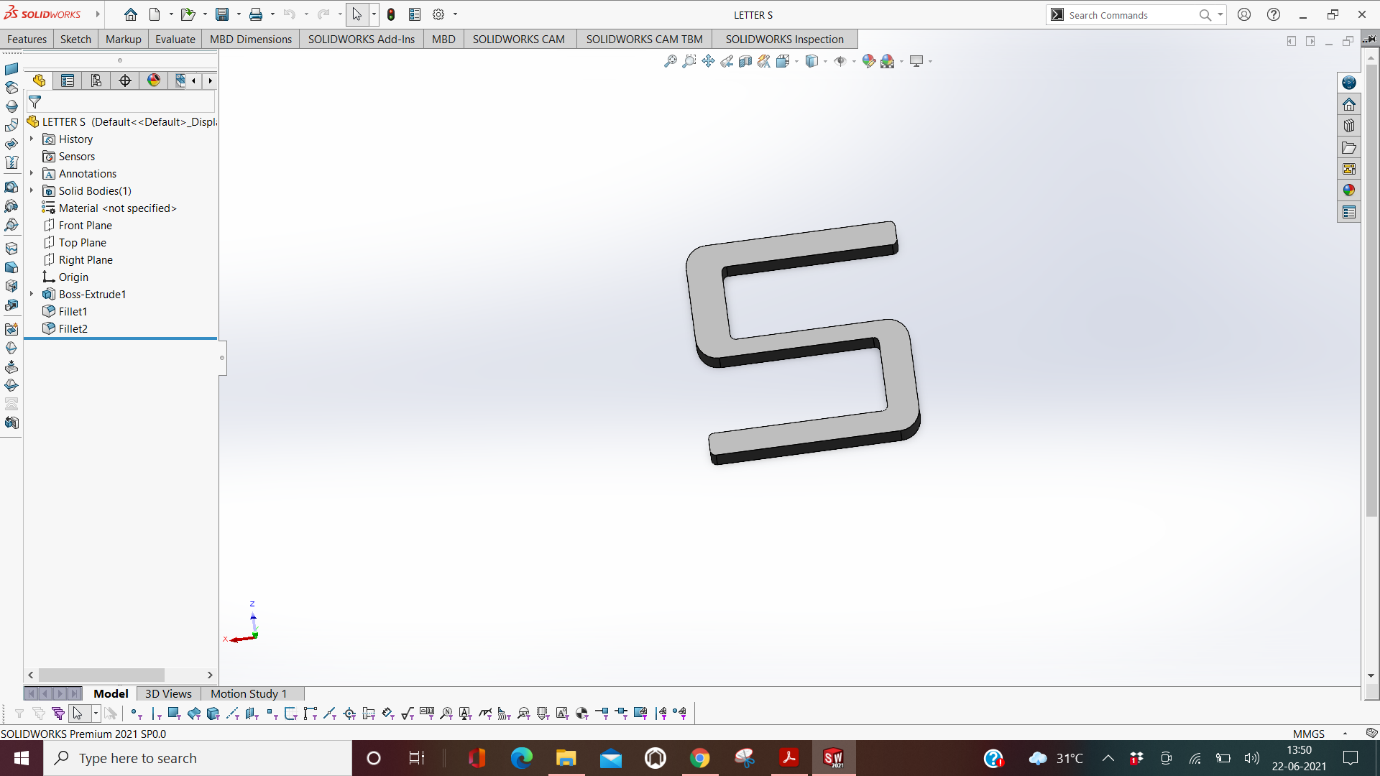 SOLIDWORKS
LETTER S
Search Commands
Features
Sketch
Markup
Evaluate
MBD Dimensions
SOLIDWORKS Add-Ins
MBD
SOLIDWORKS CAM
SOLIDWORKS CAM TBM
SOLIDWORKS Inspection
LETTER S (Default<<Default>_Displ
History
Sensors
Annotations
Solid Bodies(1)
Material <not specified>
Front Plane
Top Plane
Right Plane
Origin
Boss-Extrude1
Fillet1
Fillet2
Z
X
Model
3D Views
Motion Study 1
SOLIDWORKS Premium 2021 SP0.0
MMGS
Type here to search
31°C
13:50
22-06-2021